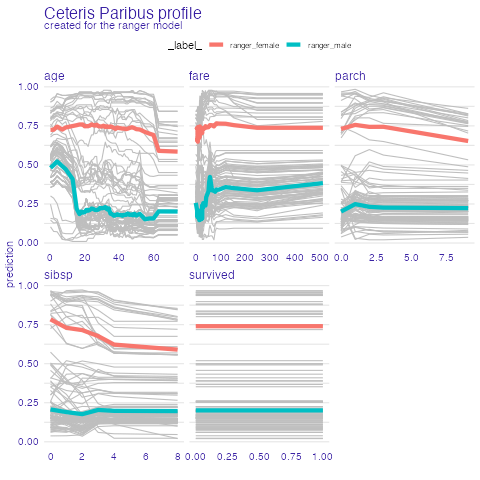 Ceteris Paribus profile
created for the ranger model
_label_ ranger_female ranger_male
age fare parch
1.00
0.75
0.50
0.25
0.00
0 20 40 60 0 100 200 300 400 500 0.0 2.5 5.0 7.5
prediction
sibsp survived
1.00
0.75
0.50
0.25
0.00
0 2 4 6 8 0.00 0.25 0.50 0.75 1.00